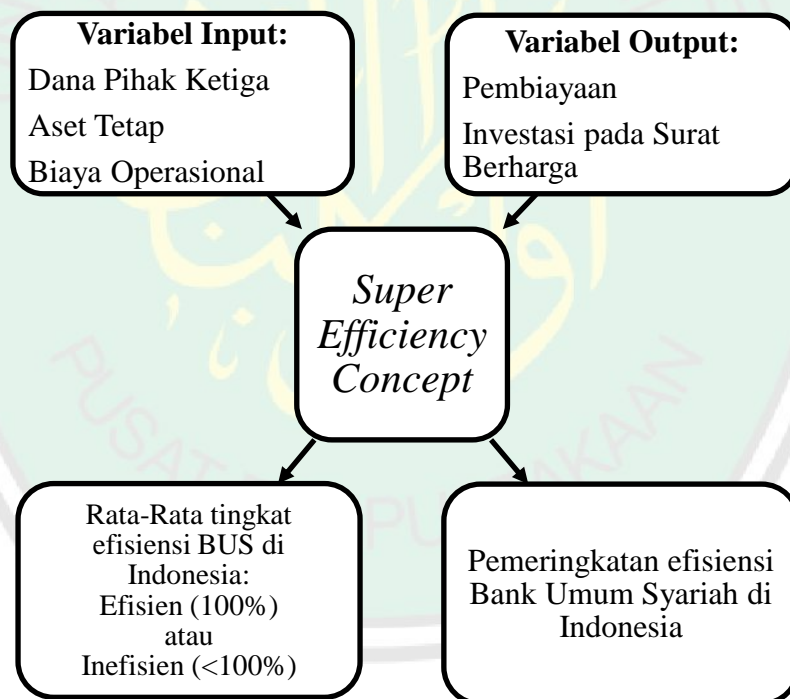 Variabel Input:
Dana Pihak Ketiga
Aset Tetap
Biaya Operasional
Variabel Output:
Pembiayaan
Investasi pada Surat
Berharga
Super
Efficiency
Concept
Rata-Rata tingkat
efisiensi BUS di
Indonesia:
Efisien (100%)
atau
Inefisien (<100%)
Pemeringkatan efisiensi
Bank Umum Syariah di
Indonesia